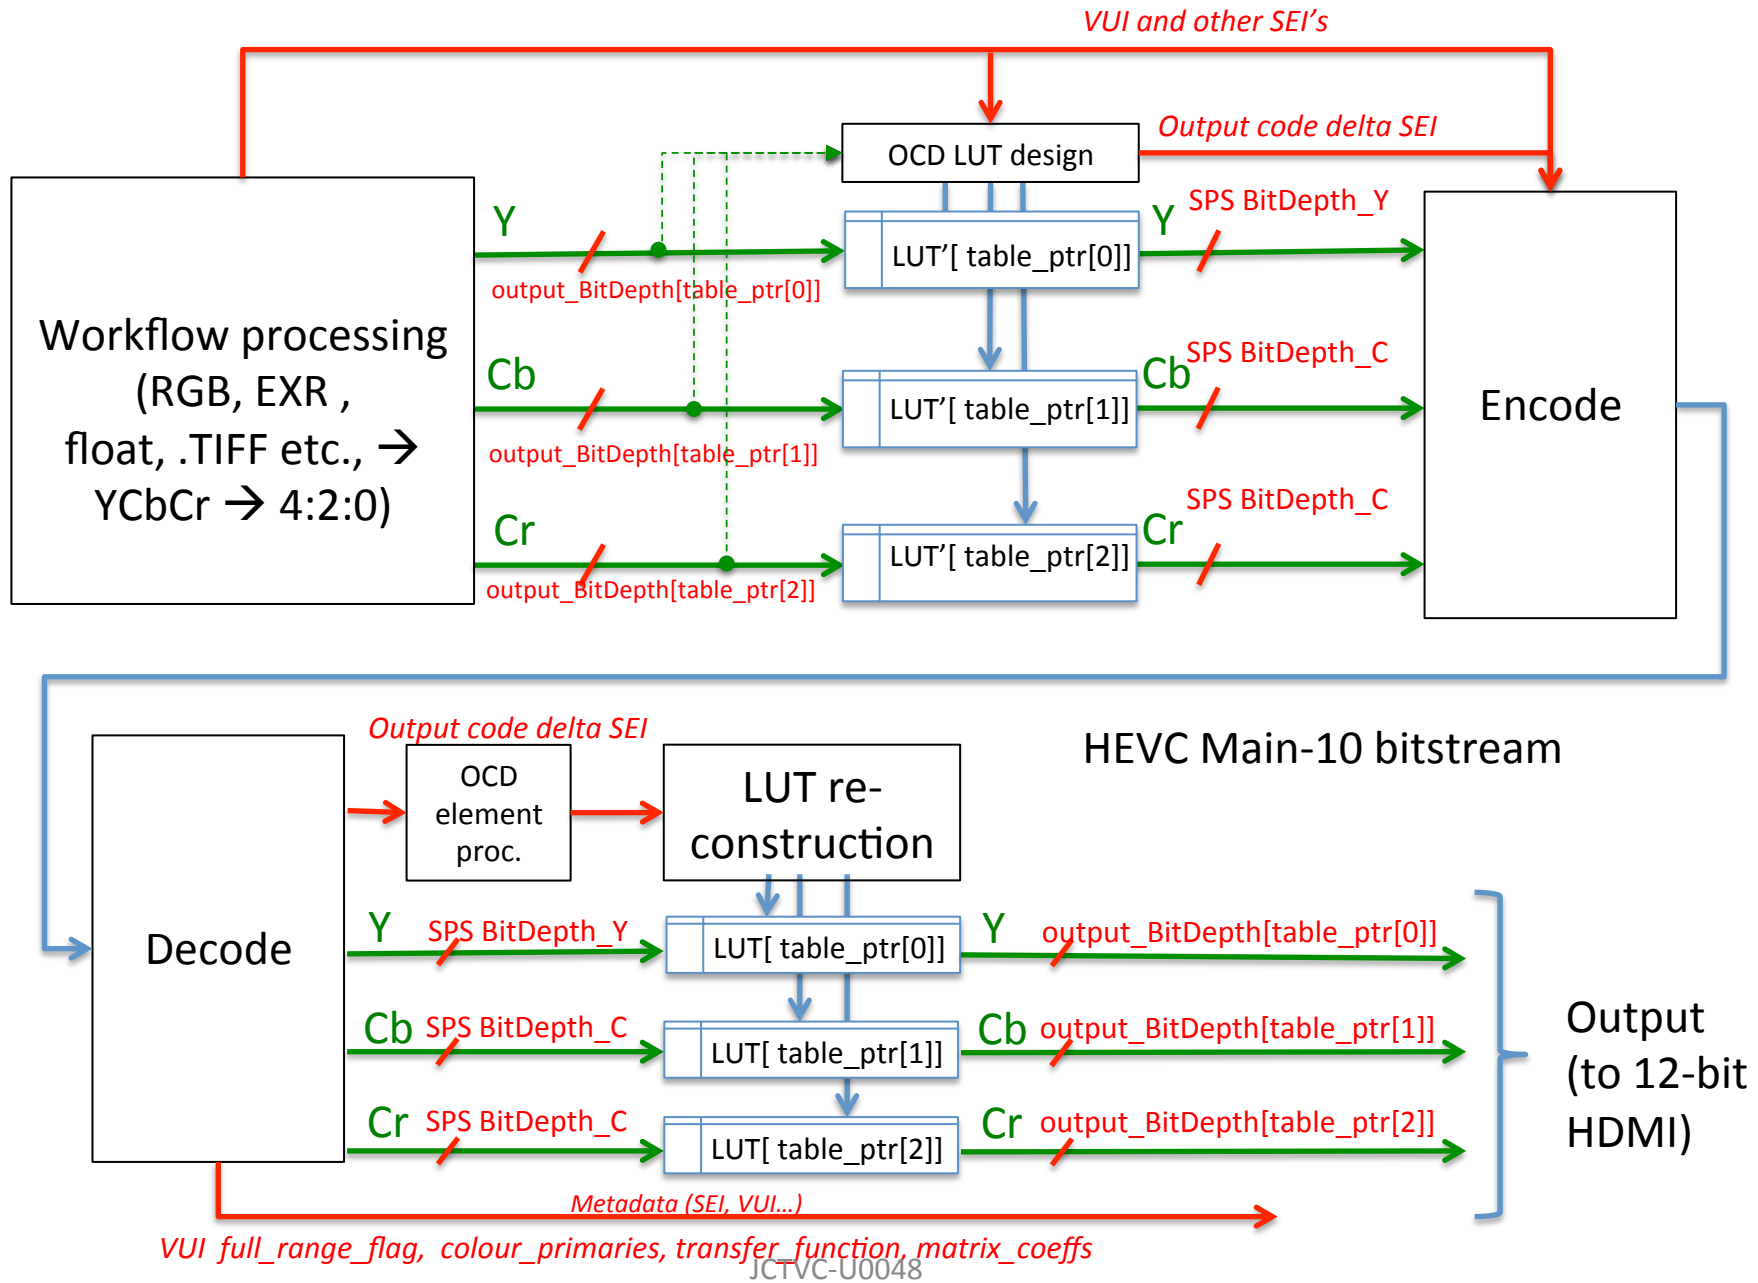 VUI and other SEI's
Output code delta SEI
OCD LUT design
Workflow processing
(RGB, EXR ,
float, .TIFF etc., →
YCbCr → 4:2:0)
Y
output_BitDepth[table_ptr[0]]
LUT’[ table_ptr[0]]
Y
SPS BitDepth_Y
Cb
output_BitDepth[table_ptr[1]]
LUT’[ table_ptr[1]]
Cb
SPS BitDepth_C
Cr
output_BitDepth[table_ptr[2]]
LUT’[ table_ptr[2]]
Cr
SPS BitDepth_C
Encode
HEVC Main-10 bitstream
Output code delta SEI
OCD
element
proc.
LUT re-
construction
Decode
Y
SPS BitDepth_Y
LUT[ table_ptr[0]]
Y
output_BitDepth[table_ptr[0]]
Cb
SPS BitDepth_C
LUT[ table_ptr[1]]
Cb
output_BitDepth[table_ptr[1]]
Cr
SPS BitDepth_C
LUT[ table_ptr[2]]
Cr
output_BitDepth[table_ptr[2]]
Output
(to 12-bit
HDMI)
Metadata (SEI, VUI…)
VUI full_range_flag, colour_primaries, transfer_function, matrix_coeffs
JCTVC-U0048